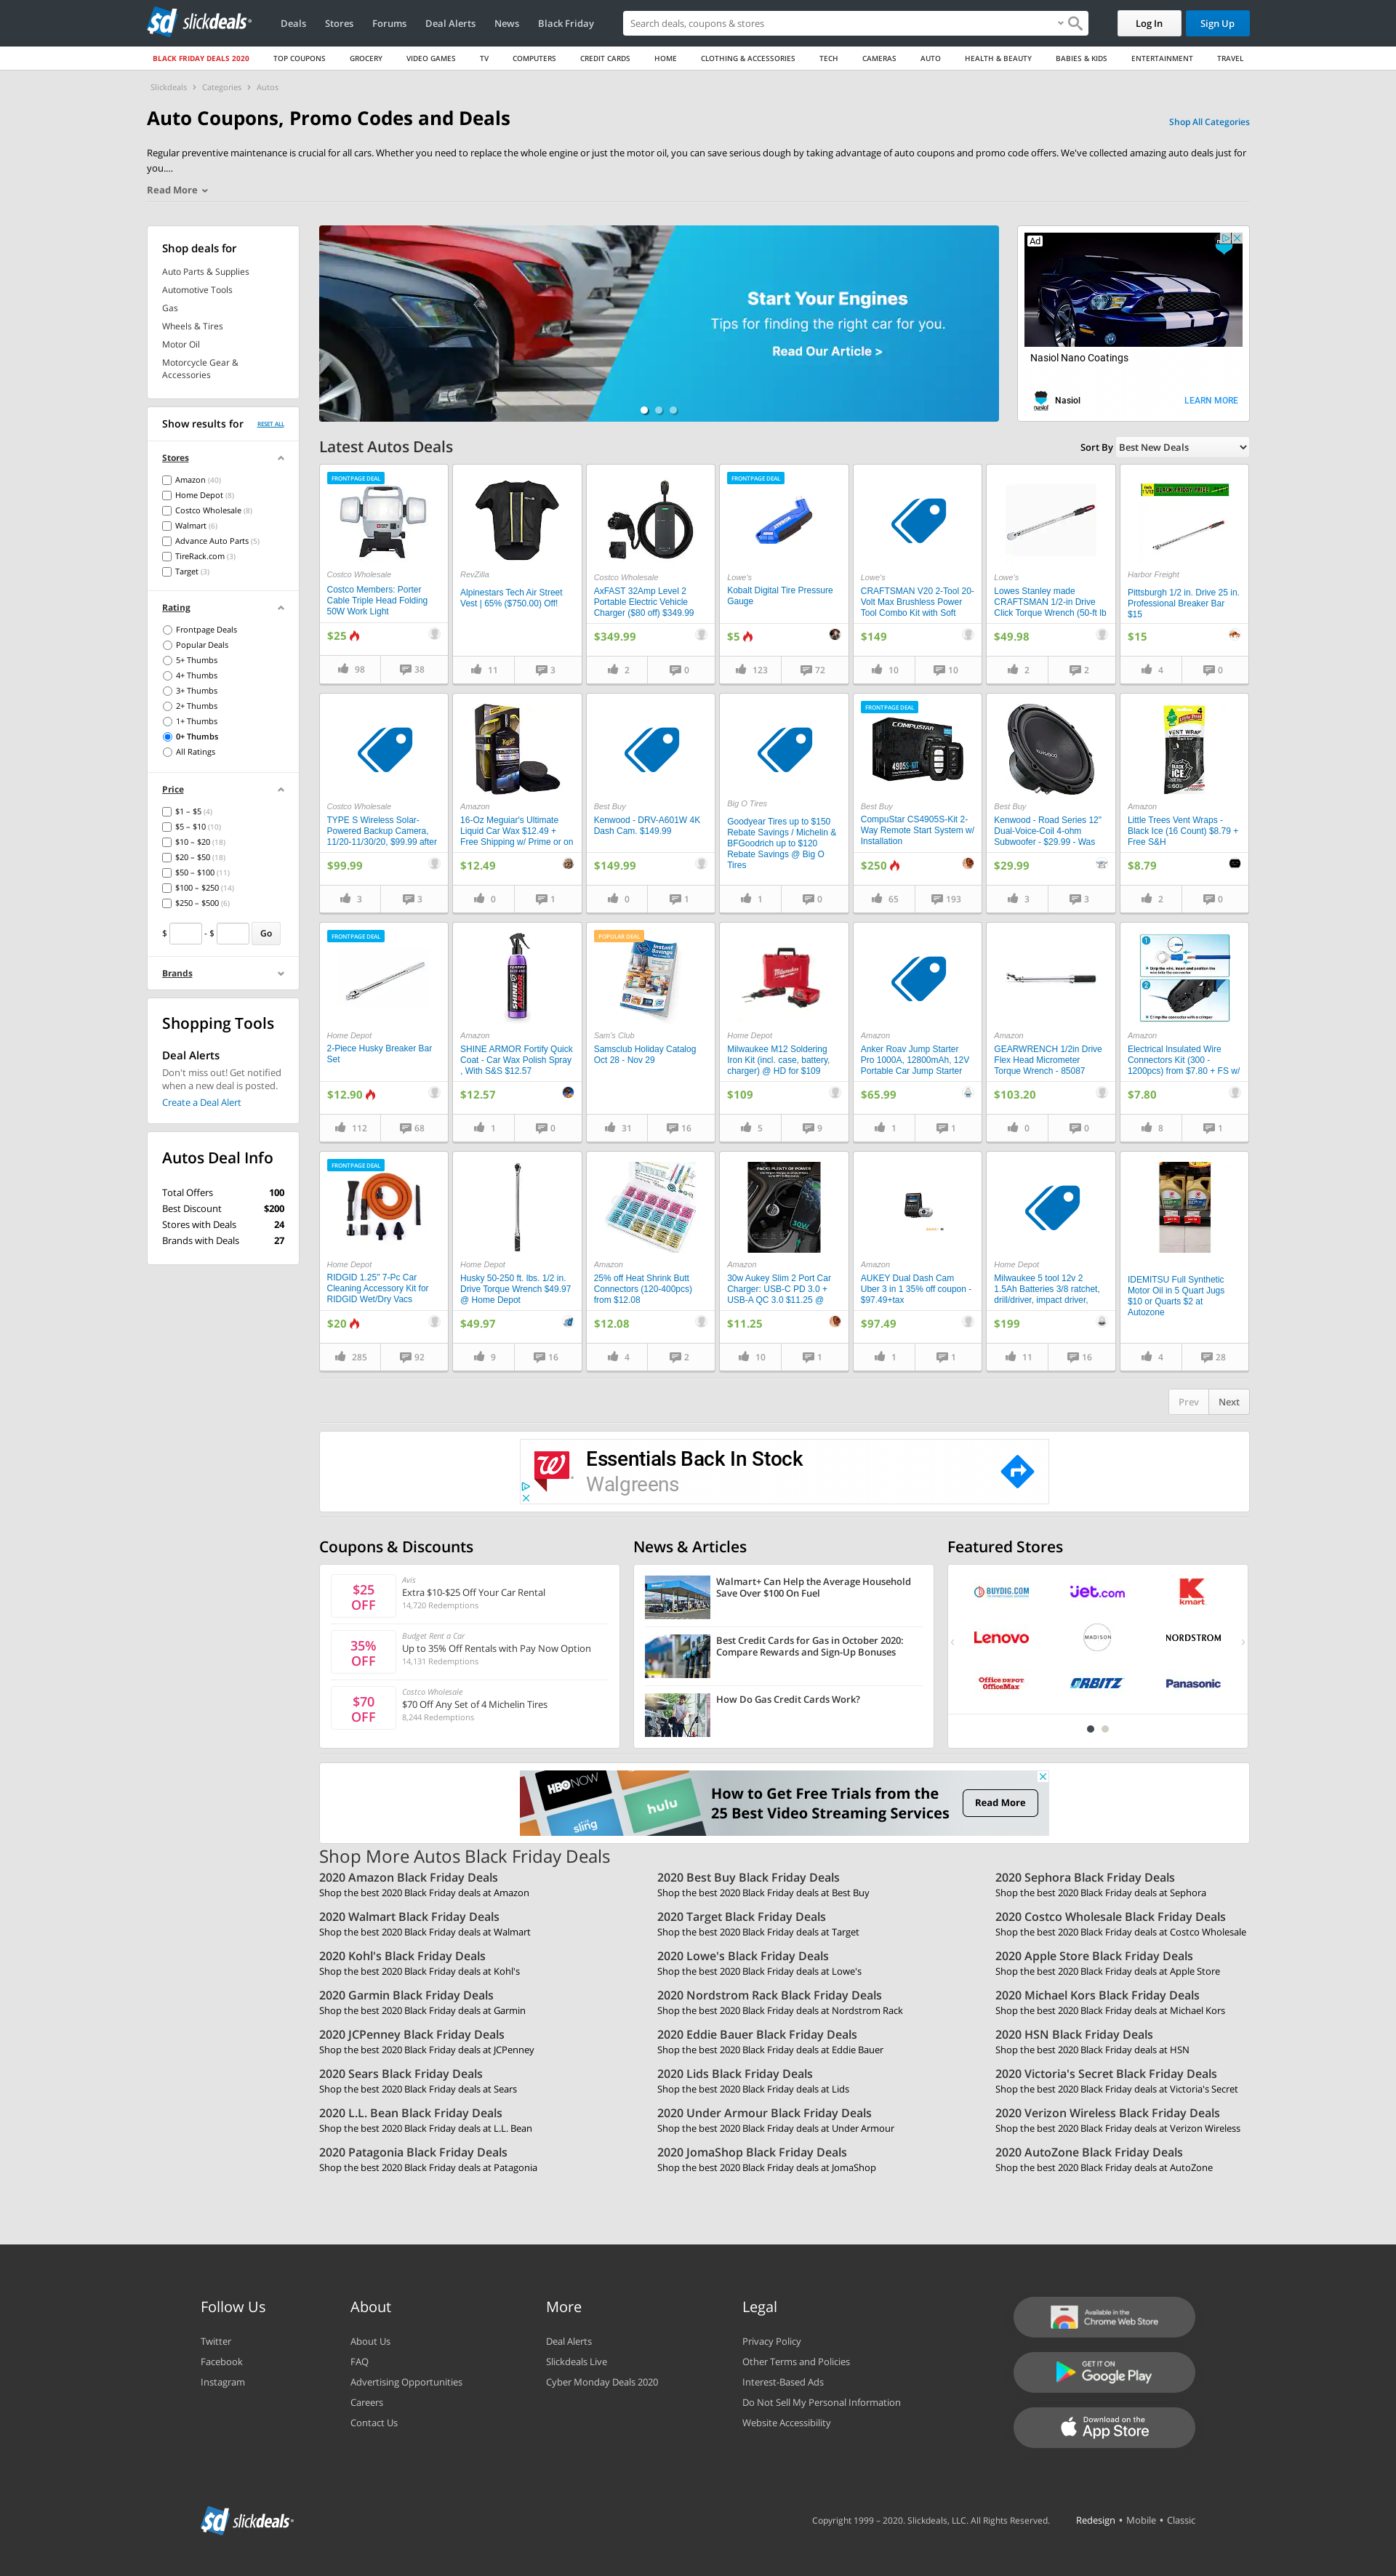 slickdeals
Deals
Stores
Forums
Deal Alerts
News
Black Friday
Search deals, coupons & stores
Log In
Sign Up
BLACK FRIDAY DEALS 2020
TOP COUPONS
GROCERY
VIDEO GAMES
TV
COMPUTERS
CREDIT CARDS
HOME
CLOTHING & ACCESSORIES
TECH
CAMERAS
AUTO
HEALTH & BEAUTY
BABIES & KIDS
ENTERTAINMENT
TRAVEL
Slickdeals > Categories > Autos
Auto Coupons, Promo Codes and Deals
Shop All Categories
Regular preventive maintenance is crucial for all cars. Whether you need to replace the whole engine or just the motor oil, you can save serious dough by taking advantage of auto coupons and promo code offers. We've collected amazing auto deals just for
you....
Read More
Shop deals for
Auto Parts & Supplies
Automotive Tools
Gas
Wheels & Tires
Motor Oil
Motorcycle Gear &
Accessories
Show results for
RESET ALL
Stores
Amazon (40)
Home Depot (8)
Costco Wholesale (8)
Walmart (6)
Advance Auto Parts (5)
TireRack.com (3)
Target (3)
Rating
Frontpage Deals
Popular Deals
5+ Thumbs
4+ Thumbs
3+ Thumbs
2+ Thumbs
1+ Thumbs
0+ Thumbs
All Ratings
Price
$1 – $5 (4)
$5 – $10 (10)
$10 – $20 (18)
$20 – $50 (18)
$50 – $100 (11)
$100 – $250 (14)
$250 – $500 (6)
$ - $ Go
Brands
Shopping Tools
Deal Alerts
Don't miss out! Get notified
when a new deal is posted.
Create a Deal Alert
Autos Deal Info
Total Offers 100
Best Discount $200
Stores with Deals 24
Brands with Deals 27
Start Your Engines
Tips for finding the right car for you.
Read Our Article >
Ad
Nasiol Nano Coatings
Nasiol
LEARN MORE
Latest Autos Deals
Sort By Best New Deals
FRONTPAGE DEAL
Costco Wholesale
Costco Members: Porter
Cable Triple Head Folding
50W Work Light
$25
98 38
RevZilla
Alpinestars Tech Air Street
Vest | 65% ($750.00) Off!
11 3
Costco Wholesale
AxFAST 32Amp Level 2
Portable Electric Vehicle
Charger ($80 off) $349.99
$349.99
2 0
FRONTPAGE DEAL
Lowe's
Kobalt Digital Tire Pressure
Gauge
$5
123 72
Lowe's
CRAFTSMAN V20 2-Tool 20-
Volt Max Brushless Power
Tool Combo Kit with Soft
$149
10 10
Lowe's
Lowes Stanley made
CRAFTSMAN 1/2-in Drive
Click Torque Wrench (50-ft lb
$49.98
2 2
BLACK FRIDAY PRICE
Harbor Freight
Pittsburgh 1/2 in. Drive 25 in.
Professional Breaker Bar
$15
$15
4 0
Costco Wholesale
TYPE S Wireless Solar-
Powered Backup Camera,
11/20-11/30/20, $99.99 after
$99.99
3 3
Amazon
16-Oz Meguiar's Ultimate
Liquid Car Wax $12.49 +
Free Shipping w/ Prime or on
$12.49
0 1
Best Buy
Kenwood - DRV-A601W 4K
Dash Cam. $149.99
$149.99
0 1
Big O Tires
Goodyear Tires up to $150
Rebate Savings / Michelin &
BFGoodrich up to $120
Rebate Savings @ Big O
Tires
1 0
FRONTPAGE DEAL
COMPUSTAR
4905S-KIT
Best Buy
CompuStar CS4905S-Kit 2-
Way Remote Start System w/
Installation
$250
65 193
Best Buy
Kenwood - Road Series 12"
Dual-Voice-Coil 4-ohm
Subwoofer - $29.99 - Was
$29.99
3 3
VENT WRAP
BLACK ICE
Amazon
Little Trees Vent Wraps -
Black Ice (16 Count) $8.79 +
Free S&H
$8.79
2 0
FRONTPAGE DEAL
Home Depot
2-Piece Husky Breaker Bar
Set
$12.90
112 68
SHINE ARMOR
Amazon
SHINE ARMOR Fortify Quick
Coat - Car Wax Polish Spray
, With S&S $12.57
$12.57
1 0
POPULAR DEAL
Instant Savings
Sam's Club
Samsclub Holiday Catalog
Oct 28 - Nov 29
31 16
Milwaukee
Home Depot
Milwaukee M12 Soldering
Iron Kit (incl. case, battery,
charger) @ HD for $109
$109
5 9
Amazon
Anker Roav Jump Starter
Pro 1000A, 12800mAh, 12V
Portable Car Jump Starter
$65.99
1 1
Amazon
GEARWRENCH 1/2in Drive
Flex Head Micrometer
Torque Wrench - 85087
$103.20
0 0
1
2
Amazon
Electrical Insulated Wire
Connectors Kit (300 -
1200pcs) from $7.80 + FS w/
$7.80
8 1
FRONTPAGE DEAL
Home Depot
RIDGID 1.25" 7-Pc Car
Cleaning Accessory Kit for
RIDGID Wet/Dry Vacs
$20
285 92
Home Depot
Husky 50-250 ft. lbs. 1/2 in.
Drive Torque Wrench $49.97
@ Home Depot
$49.97
9 16
Amazon
25% off Heat Shrink Butt
Connectors (120-400pcs)
from $12.08
$12.08
4 2
PACKS PLENTY OF POWER
30W
Amazon
30w Aukey Slim 2 Port Car
Charger: USB-C PD 3.0 +
USB-A QC 3.0 $11.25 @
$11.25
10 1
Amazon
AUKEY Dual Dash Cam
Uber 3 in 1 35% off coupon -
$97.49+tax
$97.49
1 1
Home Depot
Milwaukee 5 tool 12v 2
1.5Ah Batteries 3/8 ratchet,
drill/driver, impact driver,
$199
11 16
IDEMITSU Full Synthetic
Motor Oil in 5 Quart Jugs
$10 or Quarts $2 at
Autozone
4 28
Prev Next
Essentials Back In Stock
Walgreens
Coupons & Discounts
$25
OFF
Avis
Extra $10-$25 Off Your Car Rental
14,720 Redemptions
35%
OFF
Budget Rent a Car
Up to 35% Off Rentals with Pay Now Option
14,131 Redemptions
$70
OFF
Costco Wholesale
$70 Off Any Set of 4 Michelin Tires
8,244 Redemptions
News & Articles
Walmart+ Can Help the Average Household
Save Over $100 On Fuel
Best Credit Cards for Gas in October 2020:
Compare Rewards and Sign-Up Bonuses
How Do Gas Credit Cards Work?
Featured Stores
BUYDIG.COM
jet.com
kmart
Lenovo
MADISON
NORDSTROM
Office DEPOT
OfficeMax
ORBITZ
Panasonic
HBO NOW
sling
hulu
How to Get Free Trials from the
25 Best Video Streaming Services
Read More
Shop More Autos Black Friday Deals
2020 Amazon Black Friday Deals
Shop the best 2020 Black Friday deals at Amazon
2020 Best Buy Black Friday Deals
Shop the best 2020 Black Friday deals at Best Buy
2020 Sephora Black Friday Deals
Shop the best 2020 Black Friday deals at Sephora
2020 Walmart Black Friday Deals
Shop the best 2020 Black Friday deals at Walmart
2020 Target Black Friday Deals
Shop the best 2020 Black Friday deals at Target
2020 Costco Wholesale Black Friday Deals
Shop the best 2020 Black Friday deals at Costco Wholesale
2020 Kohl's Black Friday Deals
Shop the best 2020 Black Friday deals at Kohl's
2020 Lowe's Black Friday Deals
Shop the best 2020 Black Friday deals at Lowe's
2020 Apple Store Black Friday Deals
Shop the best 2020 Black Friday deals at Apple Store
2020 Garmin Black Friday Deals
Shop the best 2020 Black Friday deals at Garmin
2020 Nordstrom Rack Black Friday Deals
Shop the best 2020 Black Friday deals at Nordstrom Rack
2020 Michael Kors Black Friday Deals
Shop the best 2020 Black Friday deals at Michael Kors
2020 JCPenney Black Friday Deals
Shop the best 2020 Black Friday deals at JCPenney
2020 Eddie Bauer Black Friday Deals
Shop the best 2020 Black Friday deals at Eddie Bauer
2020 HSN Black Friday Deals
Shop the best 2020 Black Friday deals at HSN
2020 Sears Black Friday Deals
Shop the best 2020 Black Friday deals at Sears
2020 Lids Black Friday Deals
Shop the best 2020 Black Friday deals at Lids
2020 Victoria's Secret Black Friday Deals
Shop the best 2020 Black Friday deals at Victoria's Secret
2020 L.L. Bean Black Friday Deals
Shop the best 2020 Black Friday deals at L.L. Bean
2020 Under Armour Black Friday Deals
Shop the best 2020 Black Friday deals at Under Armour
2020 Verizon Wireless Black Friday Deals
Shop the best 2020 Black Friday deals at Verizon Wireless
2020 Patagonia Black Friday Deals
Shop the best 2020 Black Friday deals at Patagonia
2020 JomaShop Black Friday Deals
Shop the best 2020 Black Friday deals at JomaShop
2020 AutoZone Black Friday Deals
Shop the best 2020 Black Friday deals at AutoZone
Follow Us
Twitter
Facebook
Instagram
About
About Us
FAQ
Advertising Opportunities
Careers
Contact Us
More
Deal Alerts
Slickdeals Live
Cyber Monday Deals 2020
Legal
Privacy Policy
Other Terms and Policies
Interest-Based Ads
Do Not Sell My Personal Information
Website Accessibility
Available in the
Chrome Web Store
GET IT ON
Google Play
Download on the
App Store
slickdeals
Copyright 1999 – 2020. Slickdeals, LLC. All Rights Reserved.
Redesign • Mobile • Classic